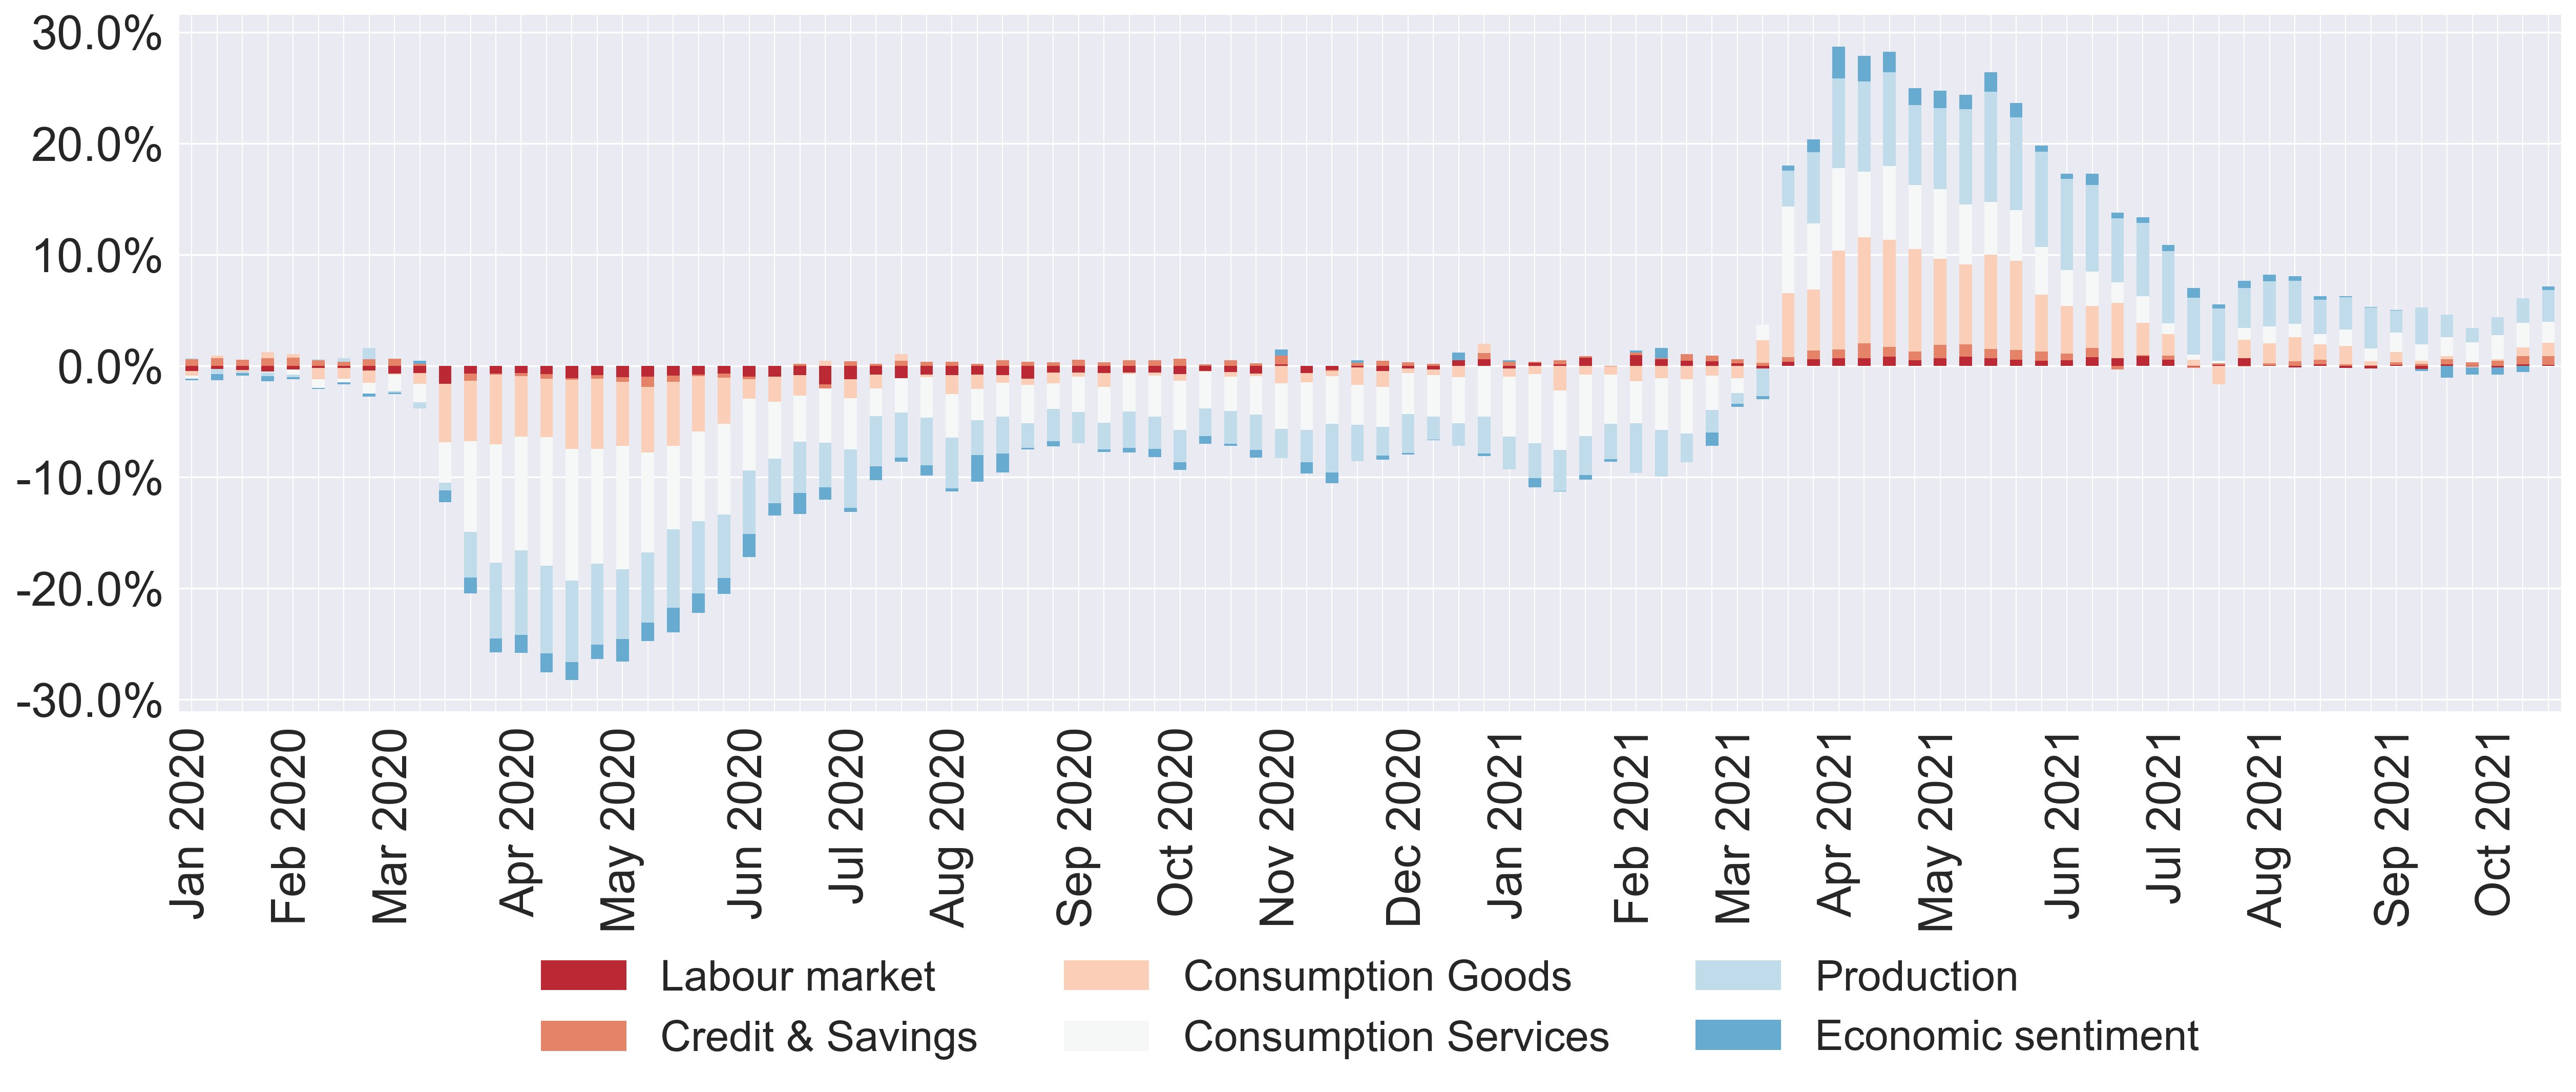 30.0%
20.0%
10.0%
0.0%
-10.0%
-20.0%
-30.0%
Jan 2020
Feb 2020
Mar 2020
Apr 2020
May 2020
Jun 2020
Jul 2020
Aug 2020
Sep 2020
Oct 2020
Nov 2020
Dec 2020
Jan 2021
Feb 2021
Mar 2021
Apr 2021
May 2021
Jun 2021
Jul 2021
Aug 2021
Sep 2021
Oct 2021
Labour market
Credit & Savings
Consumption Goods
Consumption Services
Production
Economic sentiment